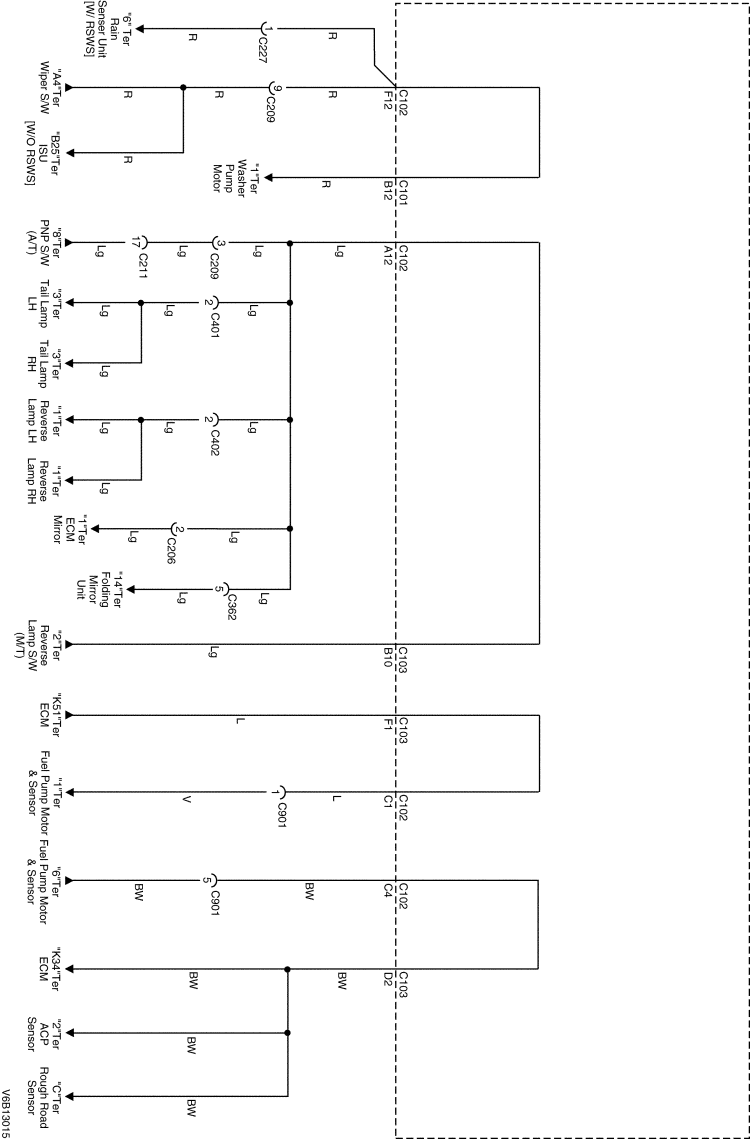 "6" Ter
Rain
Senser Unit
[W/ RSWS]
R
1
C227
R
"A4"Ter
Wiper S/W
R
R
9
C209
R
F12
C102
"B25"Ter
ISU
[W/O RSWS]
R
"1"Ter
Washer
Pump
Motor
R
B12
C101
"8"Ter
PNP S/W
(A/T)
Lg
17
C211
Lg
3
C209
Lg
Lg
A12
C102
"3"Ter
Tail Lamp
LH
Lg
Lg
2
C401
Lg
"3"Ter
Tail Lamp
RH
Lg
"1"Ter
Reverse
Lamp LH
Lg
Lg
2
C402
Lg
"1"Ter
Reverse
Lamp RH
Lg
"1"Ter
ECM
Mirror
Lg
2
C206
Lg
"14"Ter
Folding
Mirror
Unit
Lg
5
C362
Lg
"2"Ter
Reverse
Lamp S/W
(M/T)
Lg
B10
C103
"K51"Ter
ECM
L
F1
C103
"1"Ter
Fuel Pump Motor
& Sensor
V
1
C901
L
C1
C102
"6"Ter
Fuel Pump Motor
& Sensor
BW
5
C901
BW
C4
C102
"K34"Ter
ECM
BW
BW
D2
C103
"2"Ter
ACP
Sensor
BW
"C"Ter
Rough Road
Sensor
BW
V6B13015